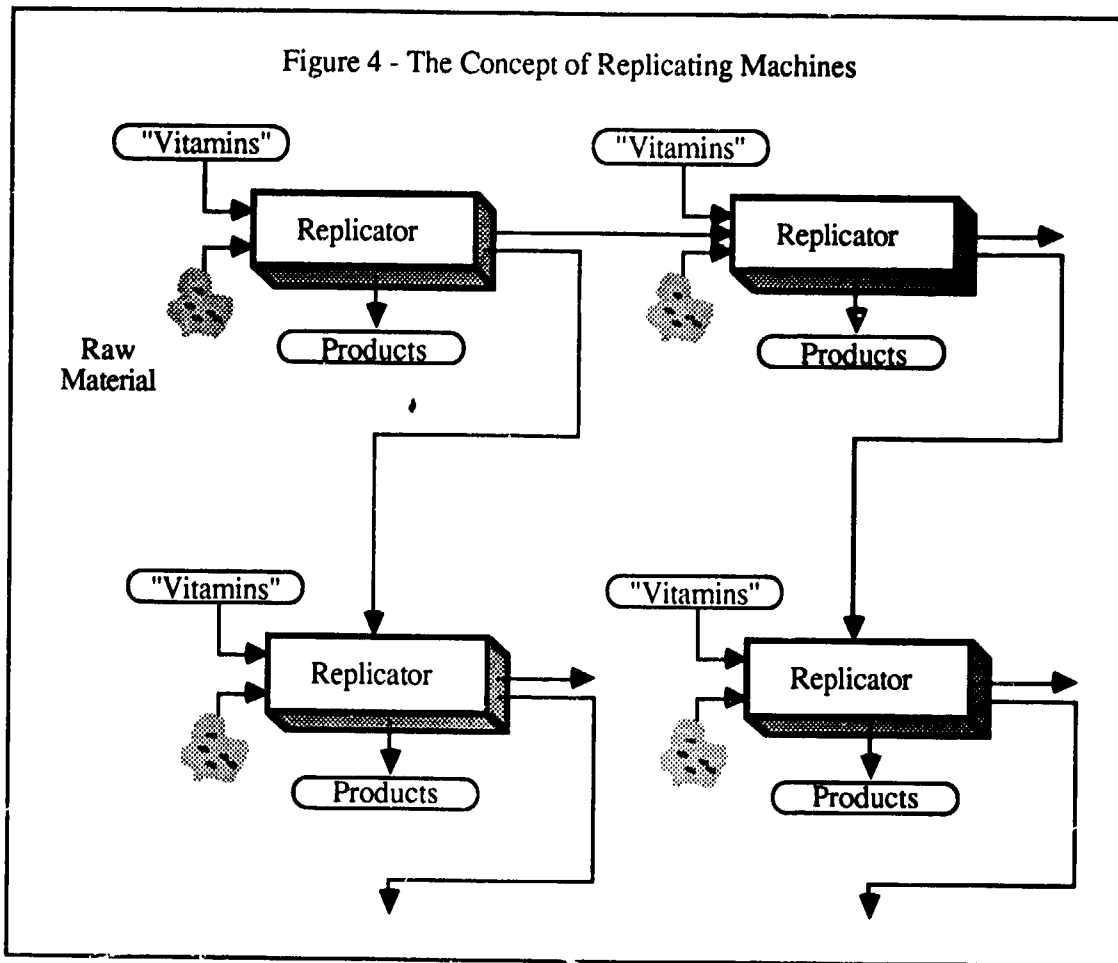 Figure 4 - The Concept of Replicating Machines
"Vitamins"
"Vitamins"
Replicator
Replicator
Products
Products
Raw
Material
"Vitamins"
"Vitamins"
Replicator
Replicator
Products
Products